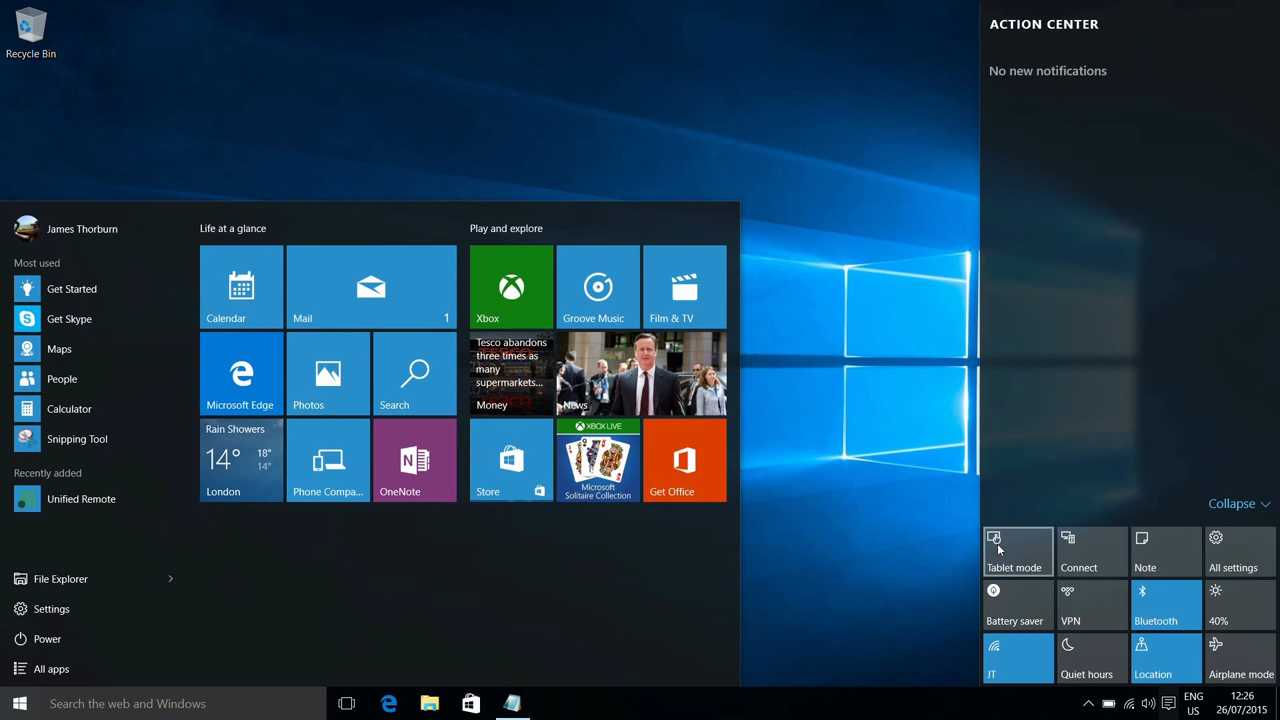 Recycle Bin
James Thorburn
Most used
Get Started
Get Skype
Maps
People
Calculator
Snipping Tool
Recently added
Unified Remote
File Explorer
Settings
Power
All apps
Life at a glance
Calendar
Mail
1
Microsoft Edge
Photos
Search
Rain Showers
14° 18°
14°
London
Phone Compa...
OneNote
Play and explore
Xbox
Groove Music
Film & TV
Tesco abandons
three times as
many
supermarkets...
Money
News
Store
XBOX LIVE
Microsoft
Solitaire Collection
Get Office
ACTION CENTER
No new notifications
Collapse
Tablet mode
Connect
Note
All settings
Battery saver
VPN
Bluetooth
40%
JT
Quiet hours
Location
Airplane mode
Search the web and Windows
ENG
US
12:26
26/07/2015